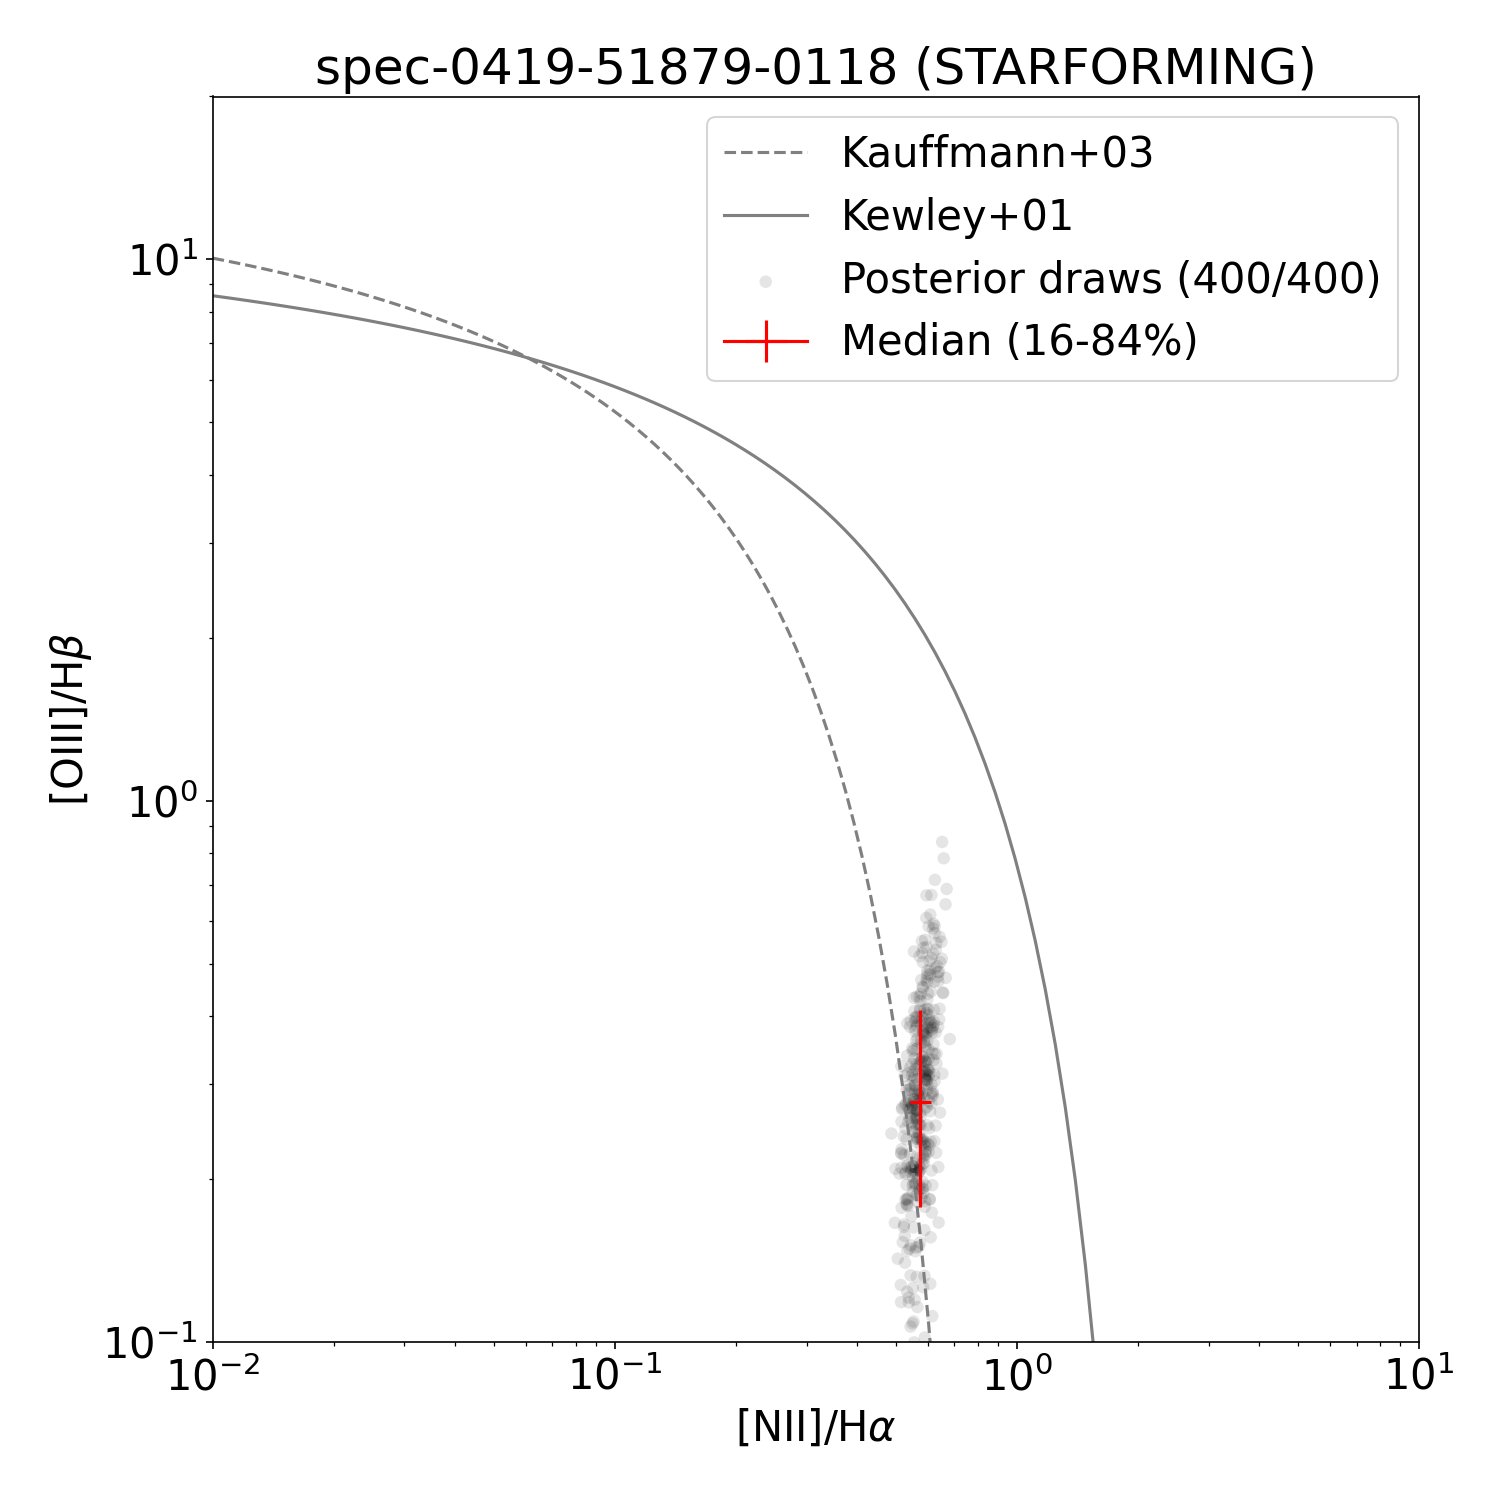 spec-0419-51879-0118 (STARFORMING)
Kauffmann+03
Kewley+01
Posterior draws (400/400)
Median (16-84%)
10¹
10⁰
10⁻¹
[OIII]/Hβ
10⁻² 10⁻¹ 10⁰ 10¹
[NII]/Hα